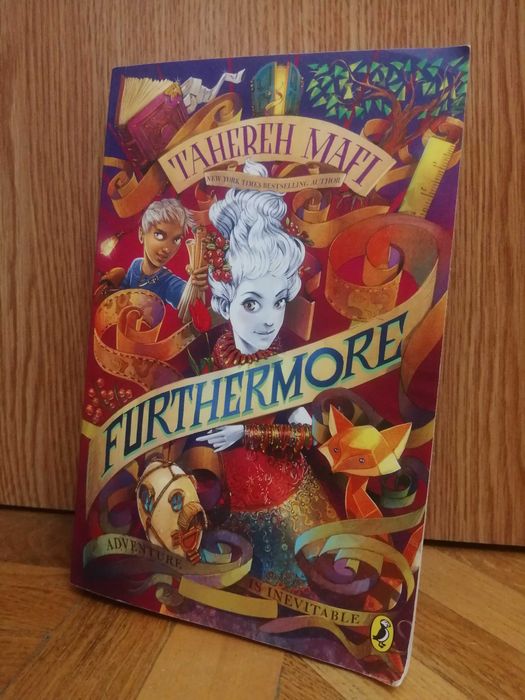 TAHEREH MAFI
NEW YORK TIMES BESTSELLING AUTHOR
FURTHERMORE
ADVENTURE
IS INEVITABLE